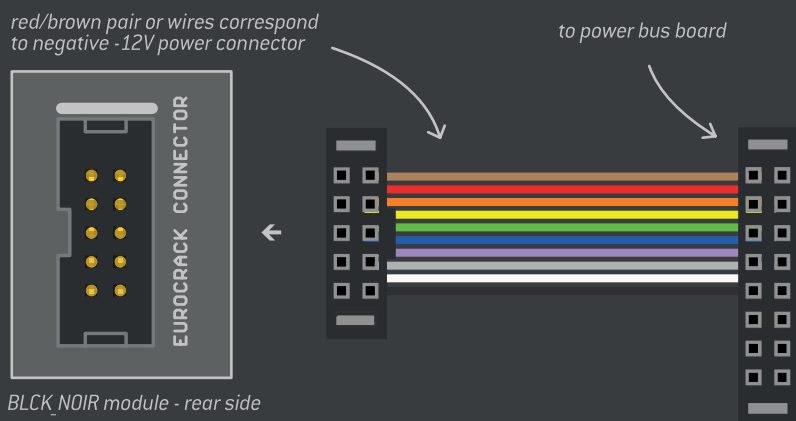 red/brown pair or wires correspond
to negative -12V power connector
to power bus board
EUROCRACK CONNECTOR
BLCK_NOIR module - rear side